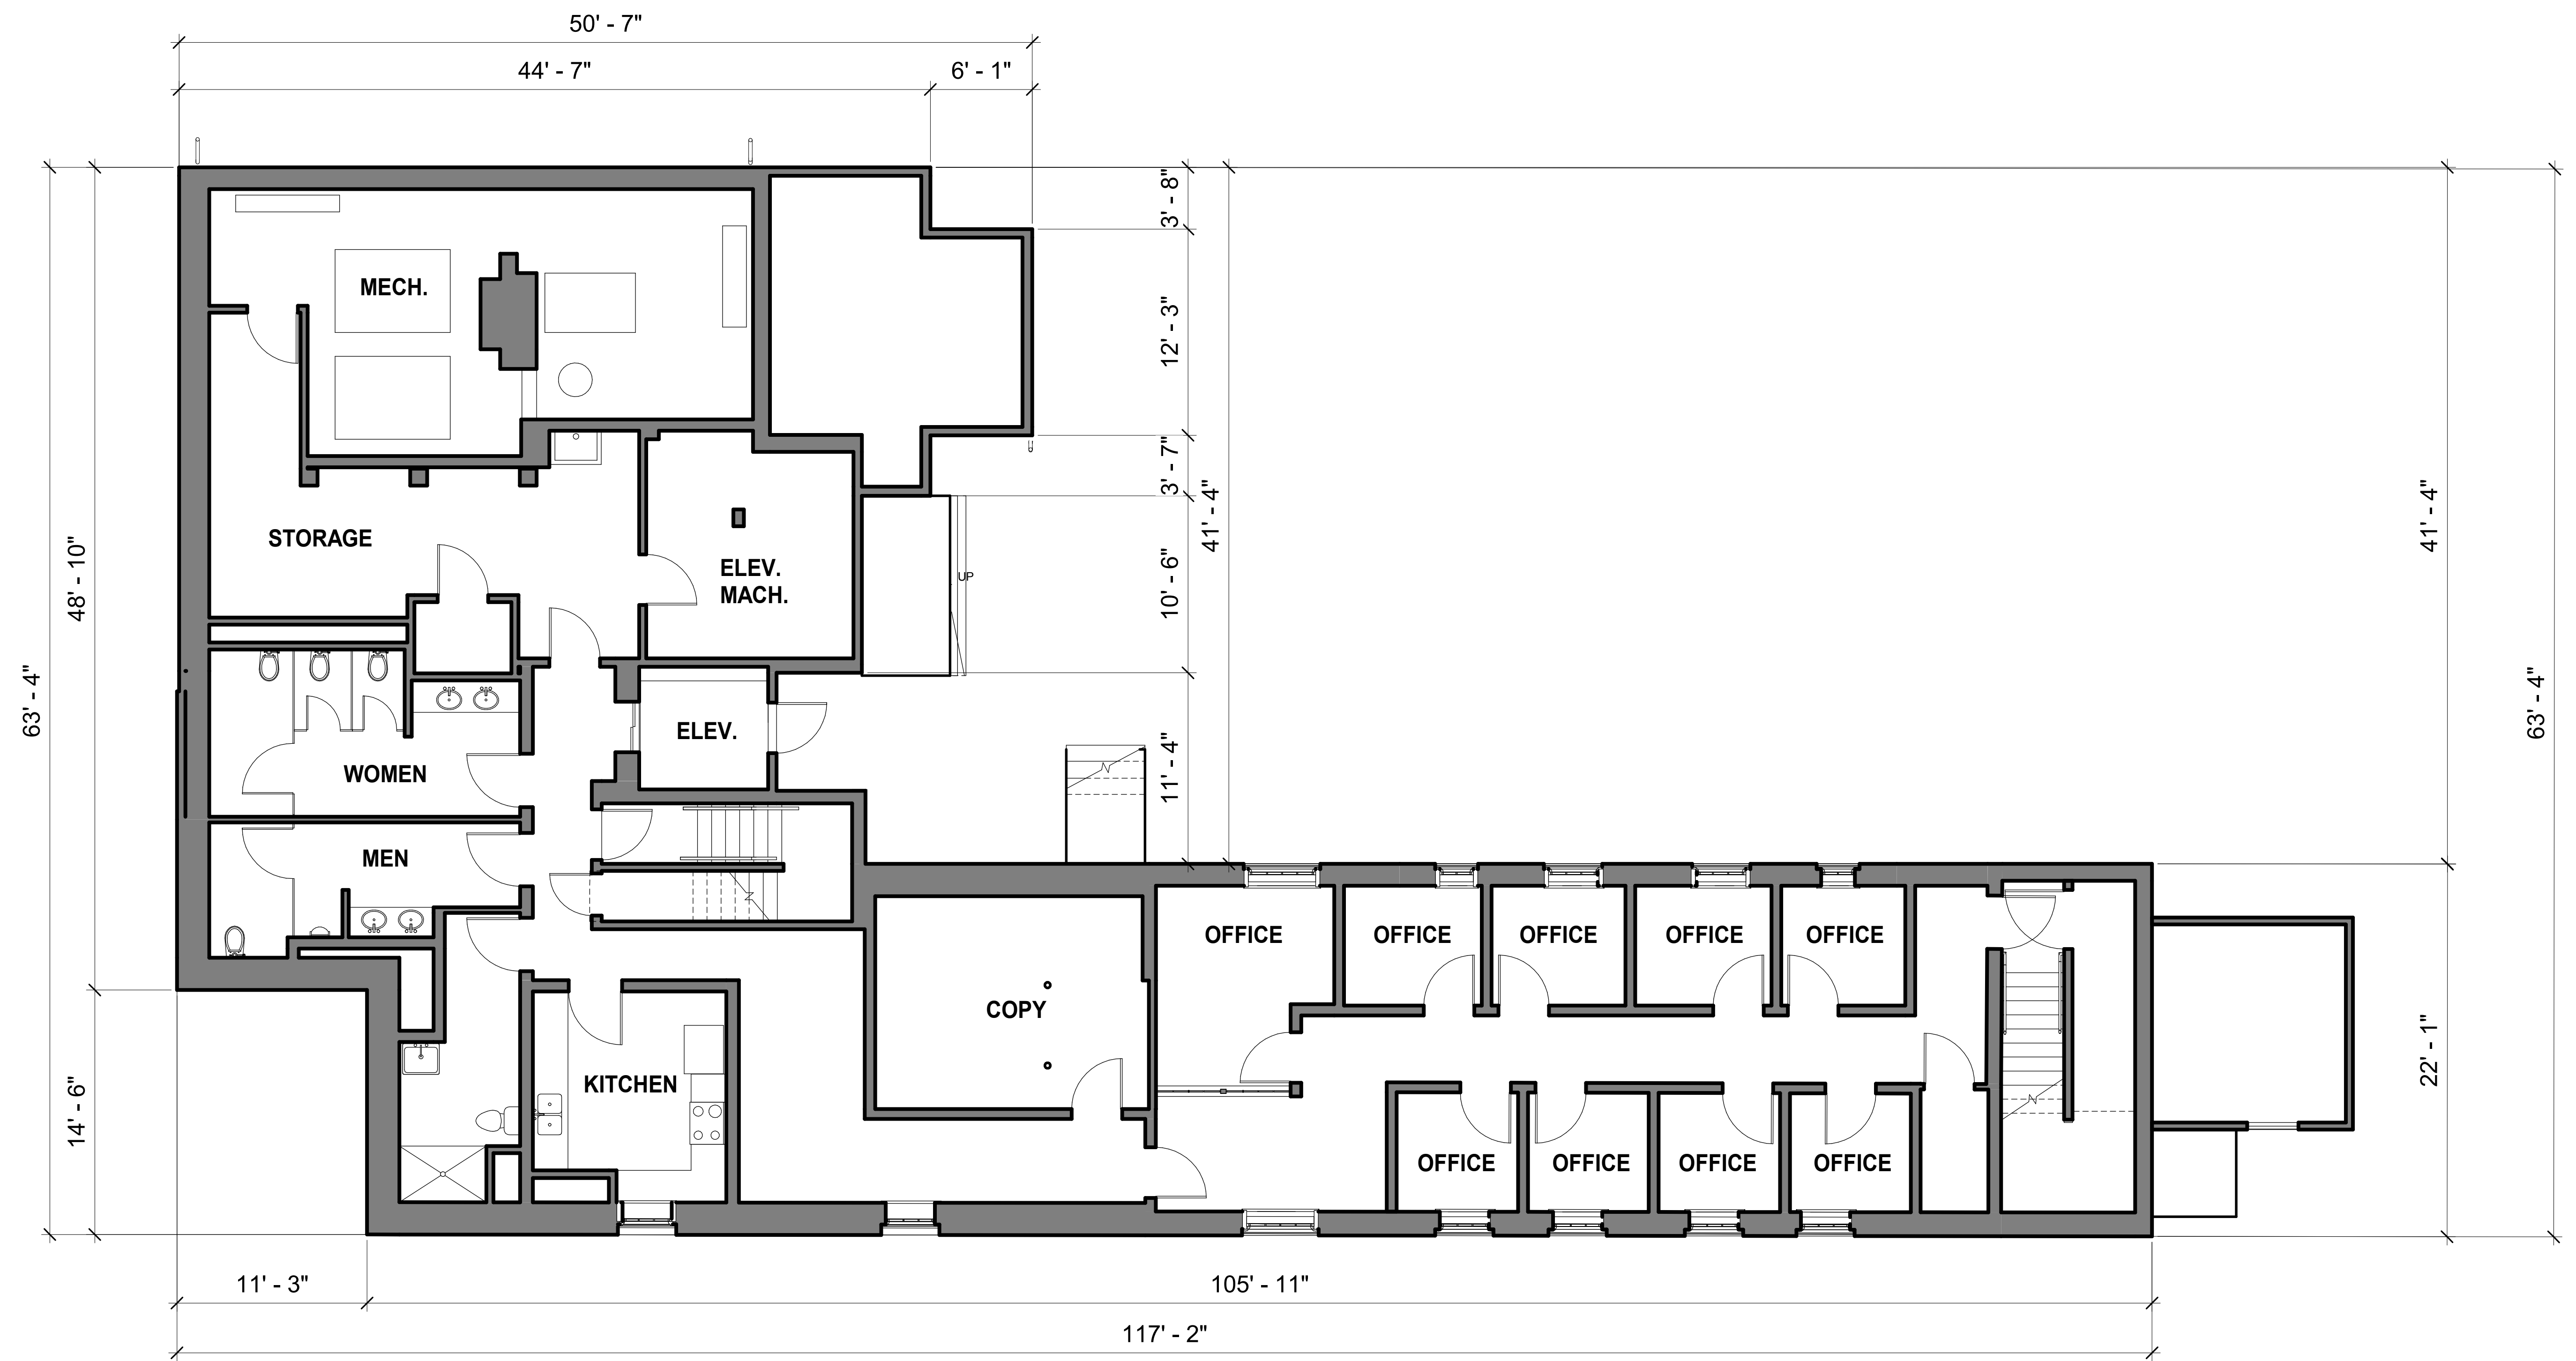 50' - 7"
44' - 7"
6' - 1"
3' - 8"
MECH.
12' - 3"
3' - 7"
41' - 4"
41' - 4"
STORAGE
48' - 10"
ELEV.
MACH.
UP
10' - 6"
63' - 4"
63' - 4"
ELEV.
WOMEN
11' - 4"
MEN
OFFICE
OFFICE
OFFICE
OFFICE
OFFICE
COPY
22' - 1"
KITCHEN
14' - 6"
OFFICE
OFFICE
OFFICE
OFFICE
11' - 3"
105' - 11"
117' - 2"